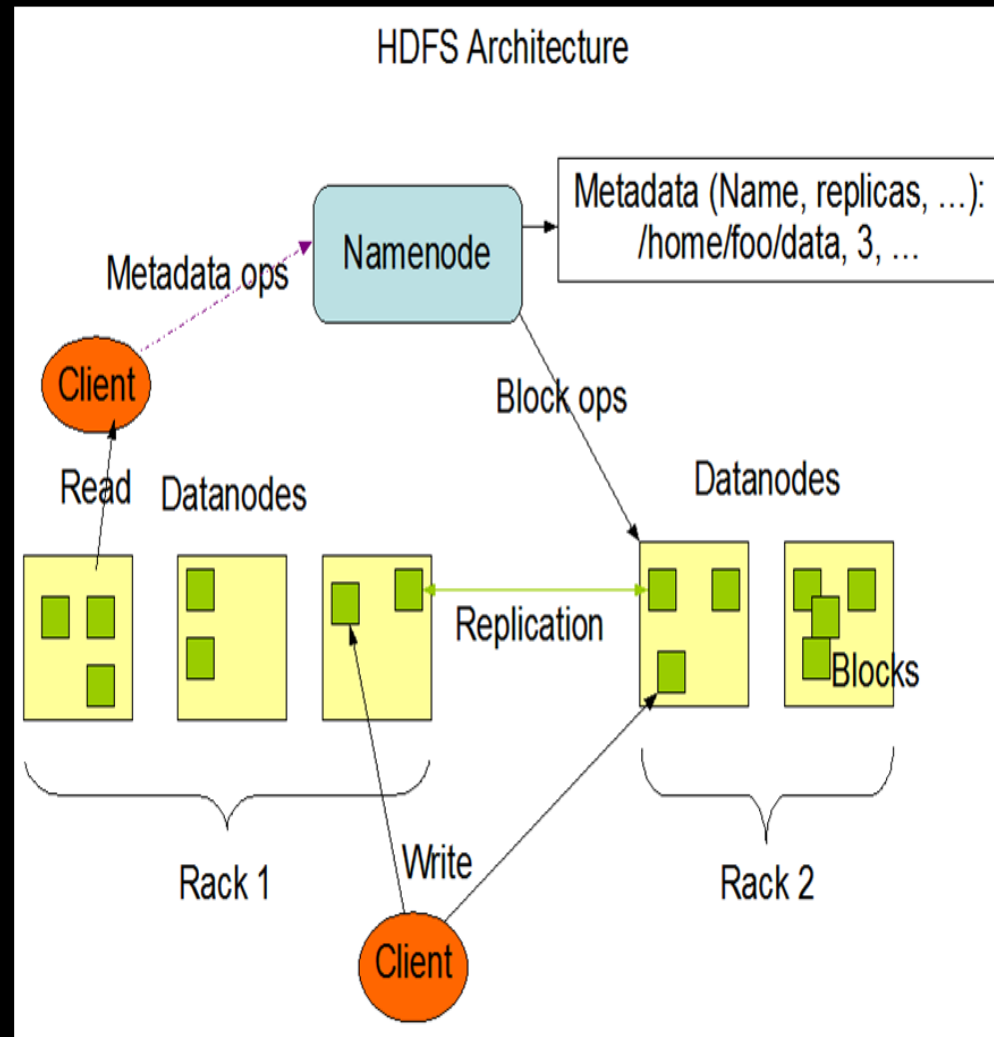 HDFS Architecture
Metadata (Name, replicas, ...):
/home/foo/data, 3, ...
Namenode
Metadata ops
Client
Block ops
Read
Datanodes
Datanodes
Replication
Blocks
Rack 1
Write
Rack 2
Client